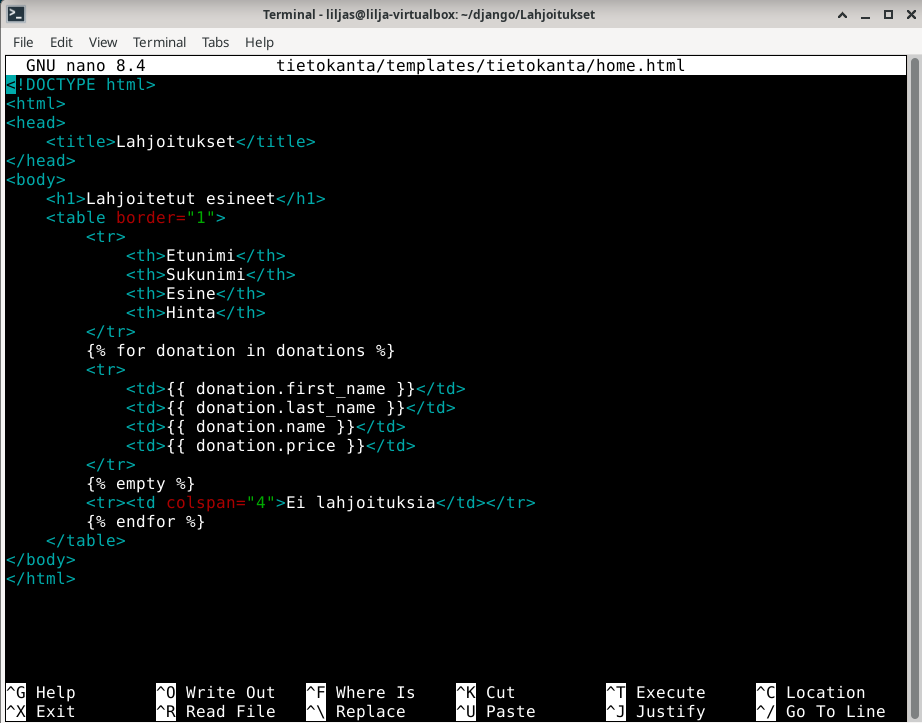 Terminal - liljas@lilja-virtualbox: ~/django/Lahjoitukset
File Edit View Terminal Tabs Help
GNU nano 8.4 tietokanta/templates/tietokanta/home.html
<!DOCTYPE html>
<html>
<head>
    <title>Lahjoitukset</title>
</head>
<body>
    <h1>Lahjoitetut esineet</h1>
    <table border="1">
        <tr>
            <th>Etunimi</th>
            <th>Sukunimi</th>
            <th>Esine</th>
            <th>Hinta</th>
        </tr>
        {% for donation in donations %}
        <tr>
            <td>{{ donation.first_name }}</td>
            <td>{{ donation.last_name }}</td>
            <td>{{ donation.name }}</td>
            <td>{{ donation.price }}</td>
        </tr>
        {% empty %}
        <tr><td colspan="4">Ei lahjoituksia</td></tr>
        {% endfor %}
    </table>
</body>
</html>
^G Help ^O Write Out ^F Where Is ^K Cut ^T Execute ^C Location
^X Exit ^R Read File ^\ Replace ^U Paste ^J Justify ^/ Go To Line